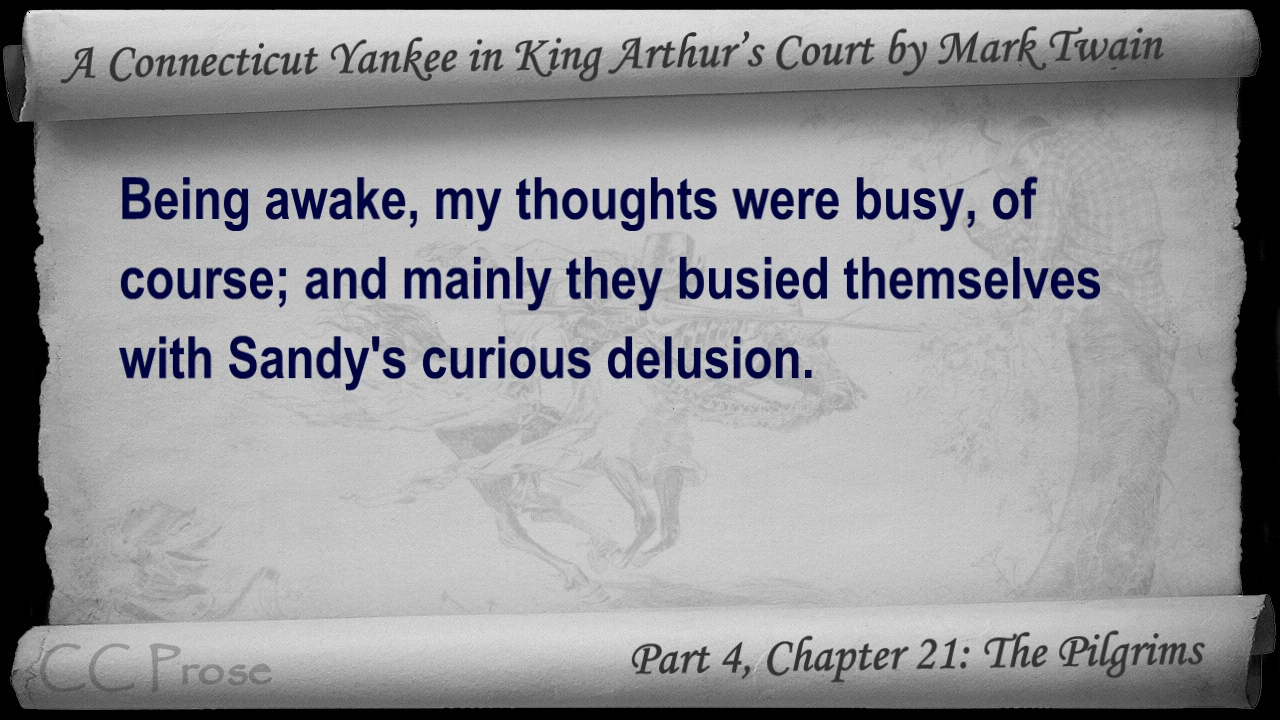 A Connecticut Yankee in King Arthur’s Court by Mark Twain
Being awake, my thoughts were busy, of
course; and mainly they busied themselves
with Sandy's curious delusion.
CC Prose
Part 4, Chapter 21: The Pilgrims